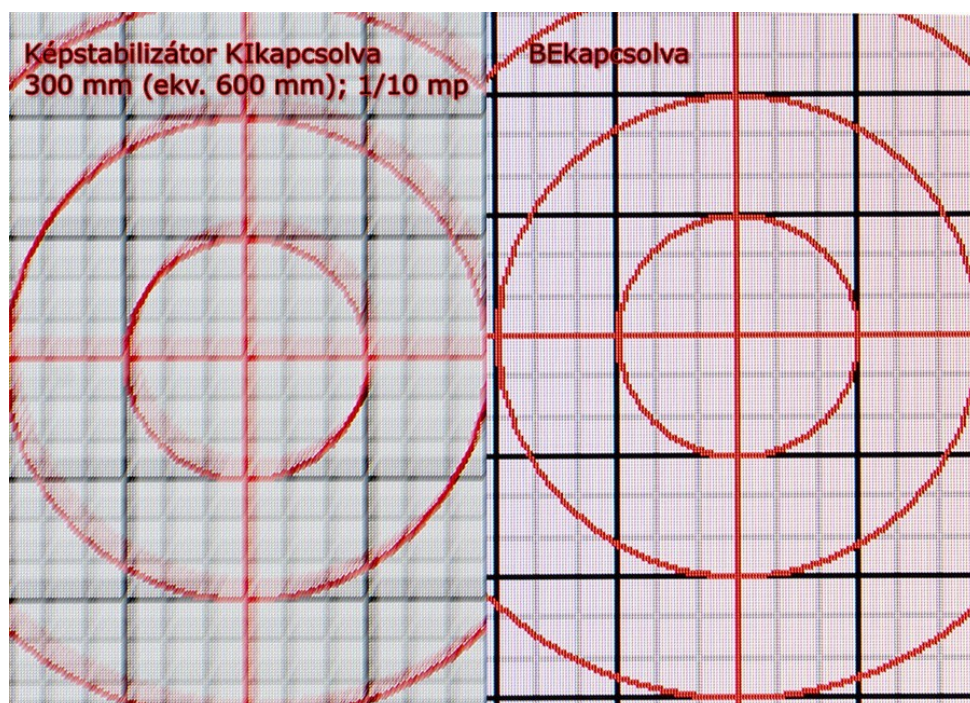 Képstabilizátor KIkapcsolva
300 mm (ekv. 600 mm); 1/10 mp
BEkapcsolva